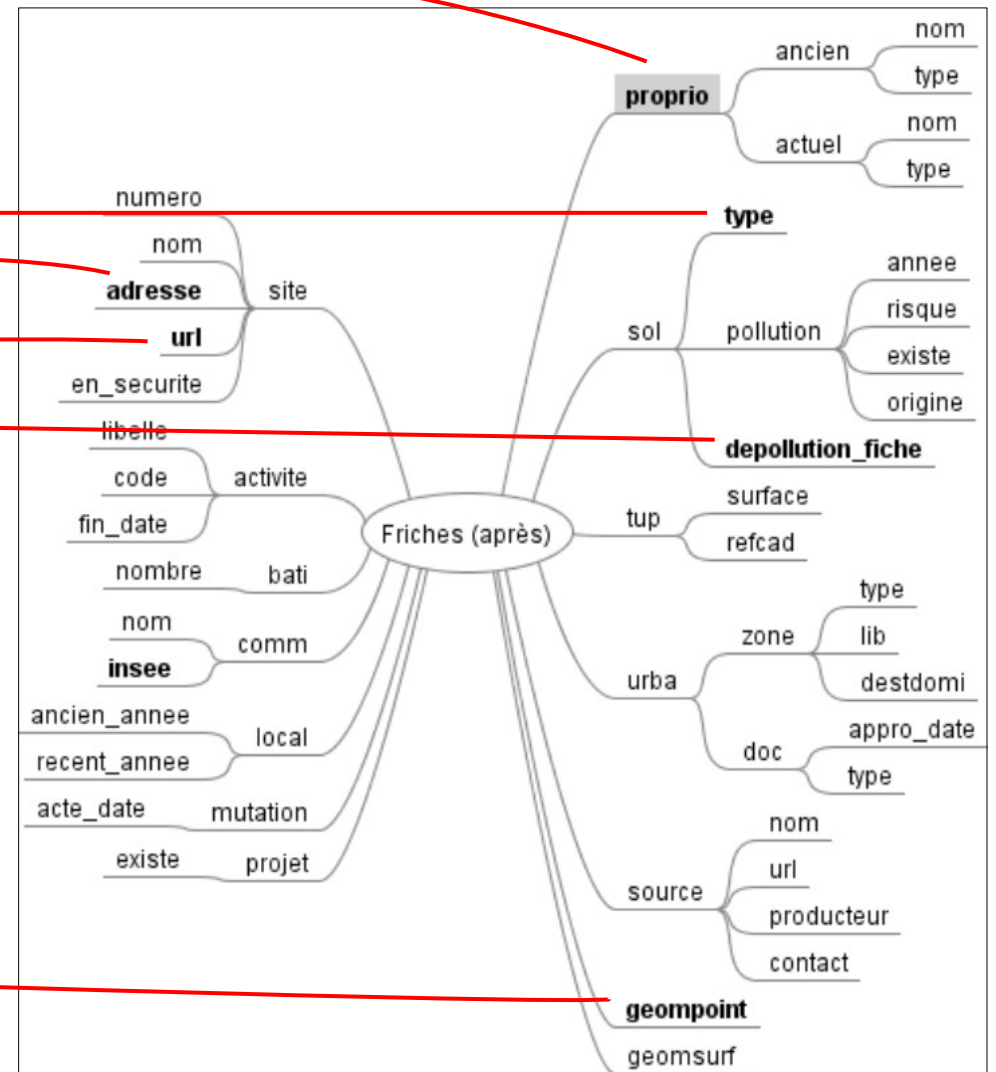 Friches (après)
site
numero
nom
adresse
url
en_securite
activite
libelle
code
fin_date
bati
nombre
comm
nom
insee
local
ancien_annee
recent_annee
mutation
acte_date
projet
existe
proprio
ancien
nom
type
actuel
nom
type
sol
type
pollution
annee
risque
existe
origine
depollution_fiche
tup
surface
refcad
urba
zone
type
lib
destdomi
doc
appro_date
type
source
nom
url
producteur
contact
geompoint
geomsurf